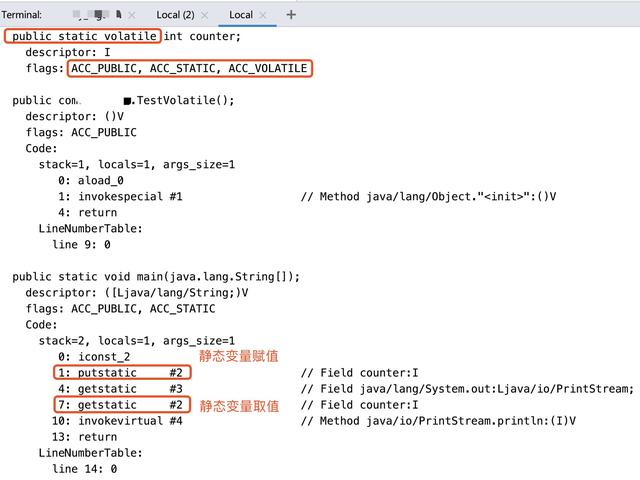 Terminal: Local (2) × Local × +
public static volatile int counter;
descriptor: I
flags: ACC_PUBLIC, ACC_STATIC, ACC_VOLATILE
public com. .TestVolatile();
descriptor: ()V
flags: ACC_PUBLIC
Code:
stack=1, locals=1, args_size=1
0: aload_0
1: invokespecial #1 // Method java/lang/Object."<init>":()V
4: return
LineNumberTable:
line 9: 0
public static void main(java.lang.String[]);
descriptor: ([Ljava/lang/String;)V
flags: ACC_PUBLIC, ACC_STATIC
Code:
stack=2, locals=1, args_size=1
0: iconst_2 静态变量赋值
1: putstatic #2 // Field counter:I
4: getstatic #3 // Field java/lang/System.out:Ljava/io/PrintStream;
7: getstatic #2 静态变量取值 // Field counter:I
10: invokevirtual #4 // Method java/io/PrintStream.println:(I)V
13: return
LineNumberTable:
line 14: 0